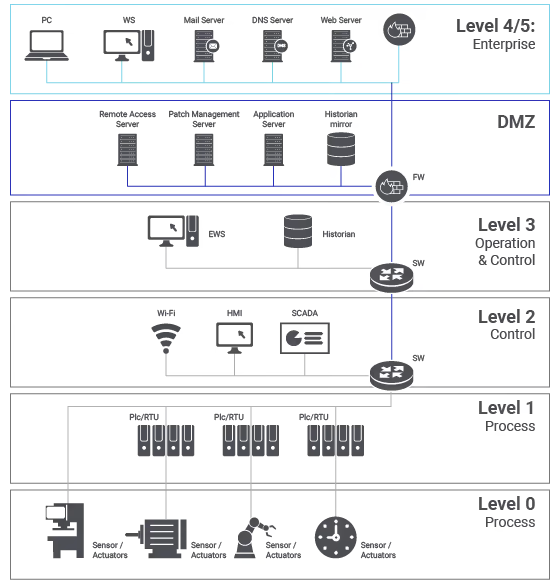 PC
WS
Mail Server
DNS Server
Web Server
Level 4/5:
Enterprise
DNS
Remote Access
Server
Patch Management
Server
Application
Server
Historian
mirror
DMZ
FW
EWS
Historian
Level 3
Operation
& Control
SW
Wi-Fi
HMI
SCADA
Level 2
Control
SW
Plc/RTU
Plc/RTU
Plc/RTU
Level 1
Process
Sensor /
Actuators
Sensor /
Actuators
Sensor /
Actuators
Sensor /
Actuators
Level 0
Process